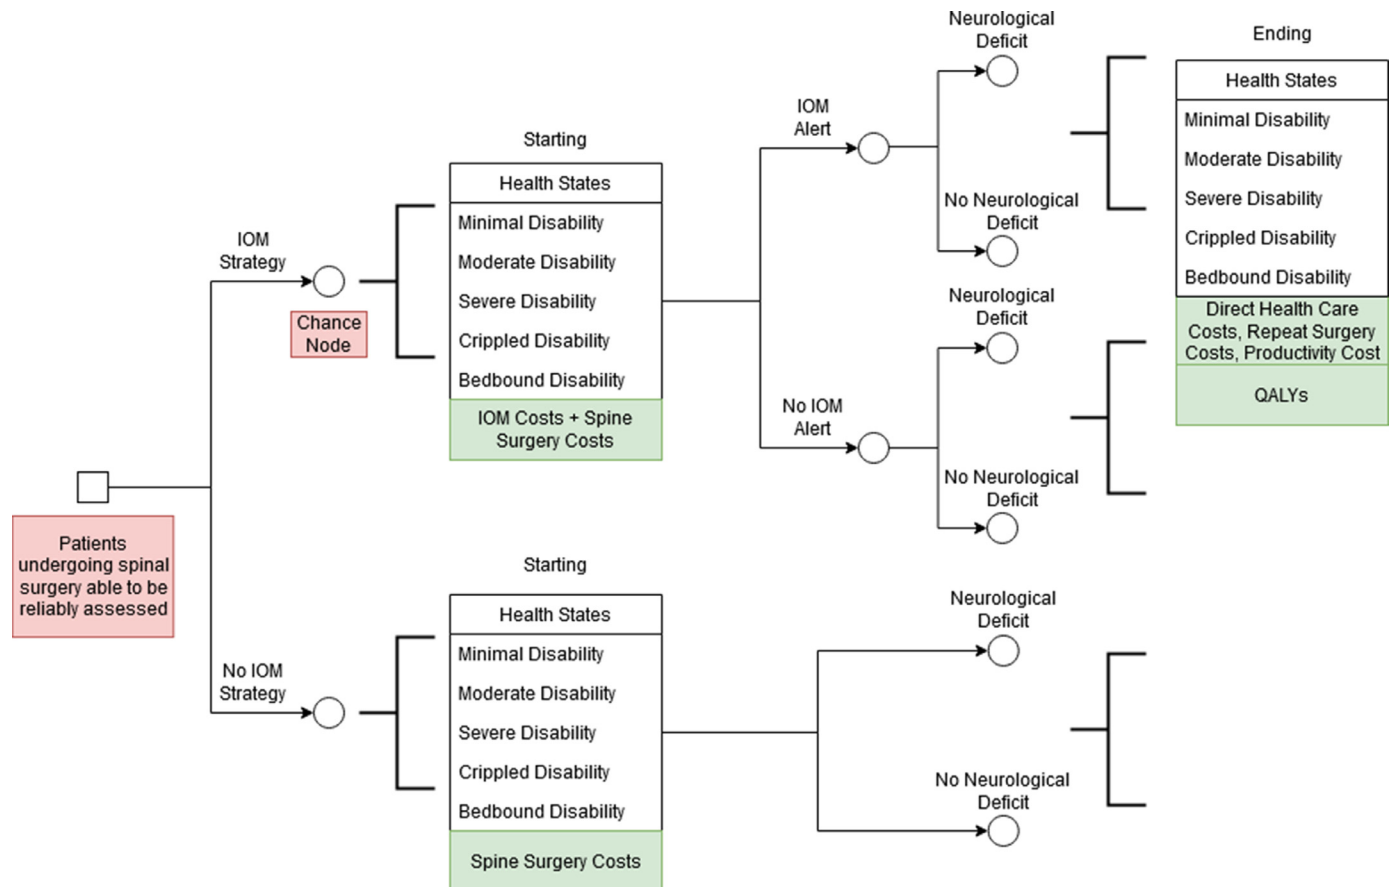 Neurological
Deficit
Ending
Health States
Minimal Disability
Moderate Disability
Severe Disability
Crippled Disability
Bedbound Disability
Direct Health Care
Costs, Repeat Surgery
Costs, Productivity Cost
QALYs
IOM
Alert
No Neurological
Deficit
Starting
Health States
Minimal Disability
Moderate Disability
Severe Disability
Crippled Disability
Bedbound Disability
IOM Costs + Spine
Surgery Costs
IOM
Strategy
Chance
Node
Neurological
Deficit
No IOM
Alert
No Neurological
Deficit
Patients
undergoing spinal
surgery able to be
reliably assessed
Starting
Health States
Minimal Disability
Moderate Disability
Severe Disability
Crippled Disability
Bedbound Disability
Spine Surgery Costs
No IOM
Strategy
Neurological
Deficit
No Neurological
Deficit